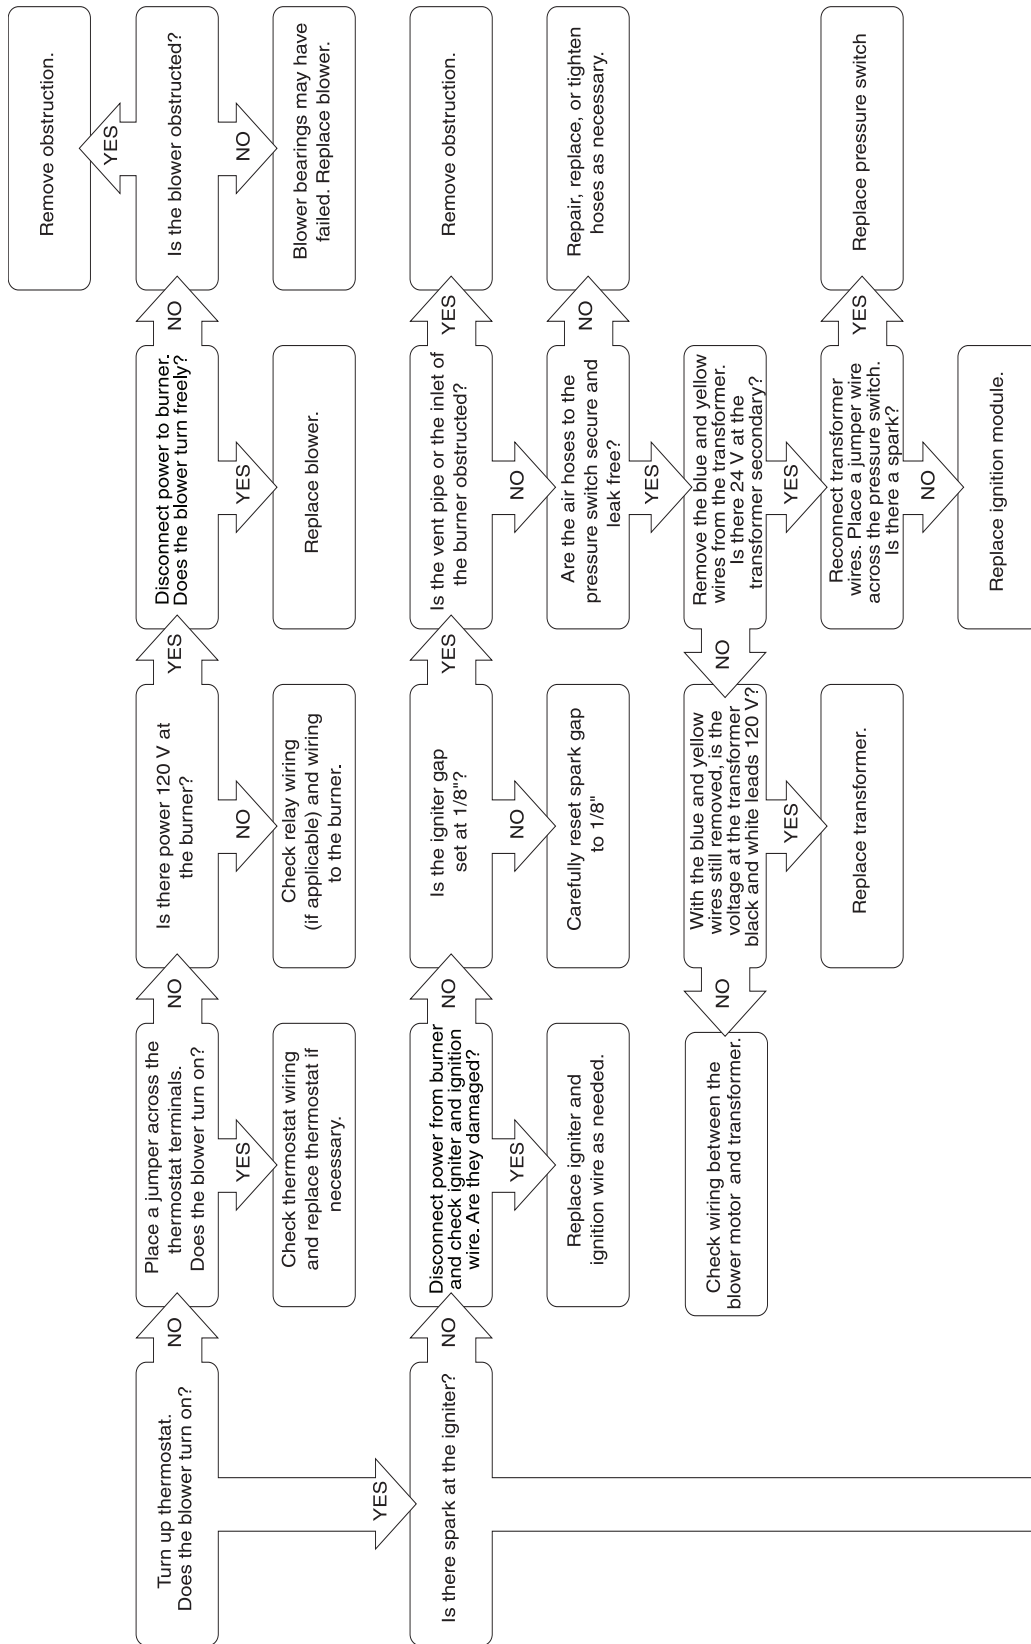 Turn up thermostat.
Does the blower turn on?
NO
Place a jumper across the
thermostat terminals.
Does the blower turn on?
NO
Is there power 120 V at
the burner?
YES
Disconnect power to burner.
Does the blower turn freely?
NO
Is the blower obstructed?
YES
Remove obstruction.
NO
Blower bearings may have
failed. Replace blower.
YES
Replace blower.
NO
Check relay wiring
(if applicable) and wiring
to the burner.
YES
Check thermostat wiring
and replace thermostat if
necessary.
YES
Is there spark at the igniter?
NO
Disconnect power from burner
and check igniter and ignition
wire. Are they damaged?
NO
Is the igniter gap
set at 1/8"?
YES
Is the vent pipe or the inlet of
the burner obstructed?
YES
Remove obstruction.
YES
Replace igniter and
ignition wire as needed.
NO
Carefully reset spark gap
to 1/8"
NO
Are the air hoses to the
pressure switch secure and
leak free?
NO
Repair, replace, or tighten
hoses as necessary.
YES
Remove the blue and yellow
wires from the transformer.
Is there 24 V at the
transformer secondary?
NO
With the blue and yellow
wires still removed, is the
voltage at the transformer
black and white leads 120 V?
NO
Check wiring between the
blower motor and transformer.
YES
Replace transformer.
YES
Reconnect transformer
wires. Place a jumper wire
across the pressure switch.
Is there a spark?
YES
Replace pressure switch
NO
Replace ignition module.